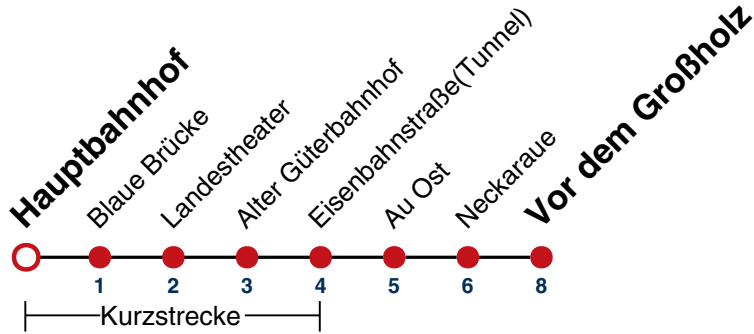 Hauptbahnhof
Blaue Brücke
Landestheater
Alter Güterbahnhof
Eisenbahnstraße(Tunnel)
Au Ost
Neckaraue
Vor dem Großholz
1 2 3 4 5 6 8
Kurzstrecke